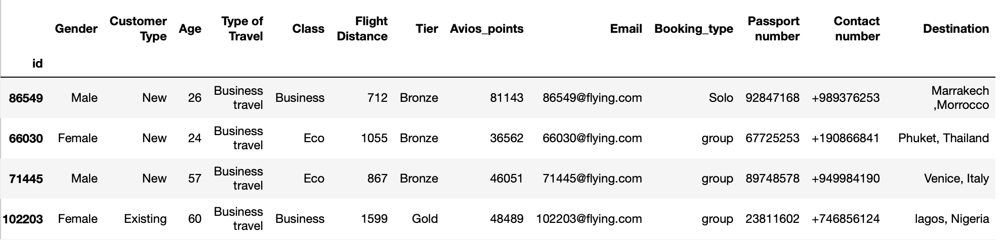 Gender Customer Type Age Type of Travel Class Flight Distance Tier Avios_points Email Booking_type Passport number Contact number Destination
id
86549 Male New 26 Business travel Business 712 Bronze 81143 86549@flying.com Solo 92847168 +989376253 Marrakech ,Morrocco
66030 Female New 24 Business travel Eco 1055 Bronze 36562 66030@flying.com group 67725253 +190866841 Phuket, Thailand
71445 Male New 57 Business travel Eco 867 Bronze 46051 71445@flying.com group 89748578 +949984190 Venice, Italy
102203 Female Existing 60 Business travel Business 1599 Gold 48489 102203@flying.com group 23811602 +746856124 lagos, Nigeria